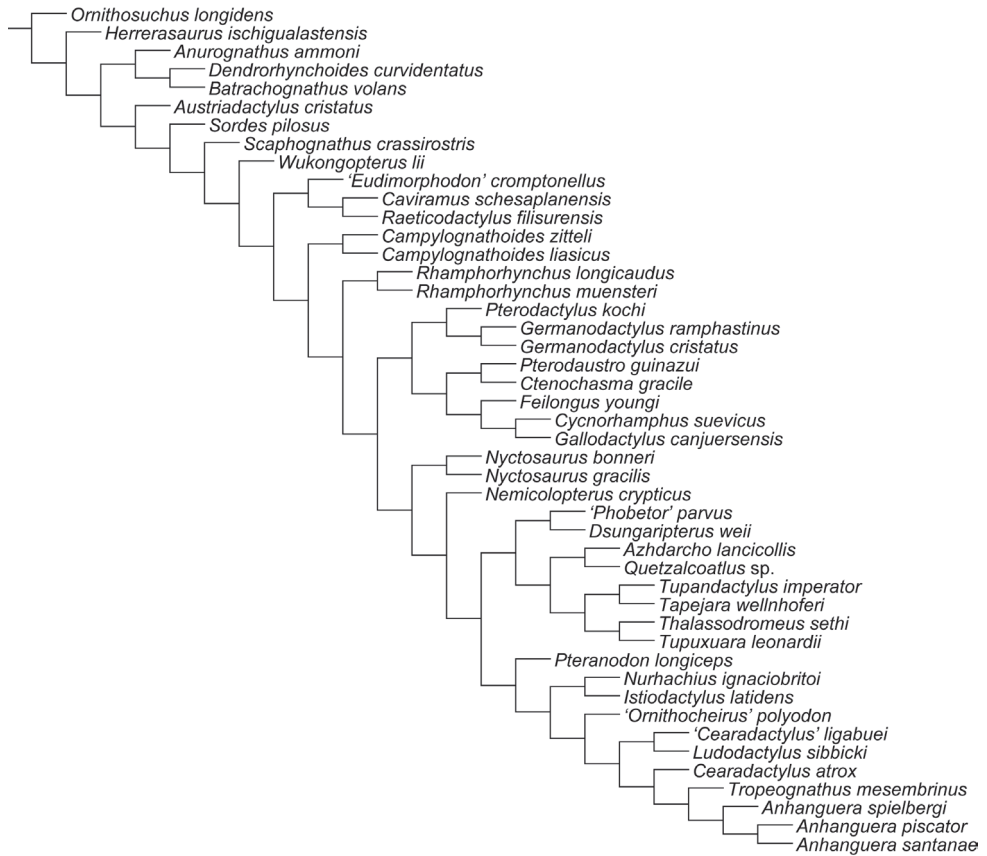 Ornithosuchus longidens
Herrerasaurus ischigualastensis
Anurognathus ammoni
Dendrorhynchoides curvidentatus
Batrachognathus volans
Austriadactylus cristatus
Sordes pilosus
Scaphognathus crassirostris
Wukongopterus lii
‘Eudimorphodon’ cromptonellus
Caviramus schesaplanensis
Raeticodactylus filisurensis
Campylognathoides zitteli
Campylognathoides liasicus
Rhamphorhynchus longicaudus
Rhamphorhynchus muensteri
Pterodactylus kochi
Germanodactylus ramphastinus
Germanodactylus cristatus
Pterodaustro guinazui
Ctenochasma gracile
Feilongus youngi
Cycnorhamphus suevicus
Gallodactylus canjuersensis
Nyctosaurus bonneri
Nyctosaurus gracilis
Nemicolopterus crypticus
‘Phobetor’ parvus
Dsungaripterus weii
Azhdarcho lancicollis
Quetzalcoatlus sp.
Tupandactylus imperator
Tapejara wellnhoferi
Thalassodromeus sethi
Tupuxuara leonardii
Pteranodon longiceps
Nurhachius ignaciobritoi
Istiodactylus latidens
‘Ornithocheirus’ polyodon
‘Cearadactylus’ ligabuei
Ludodactylus sibbicki
Cearadactylus atrox
Tropeognathus mesembrinus
Anhanguera spielbergi
Anhanguera piscator
Anhanguera santanae